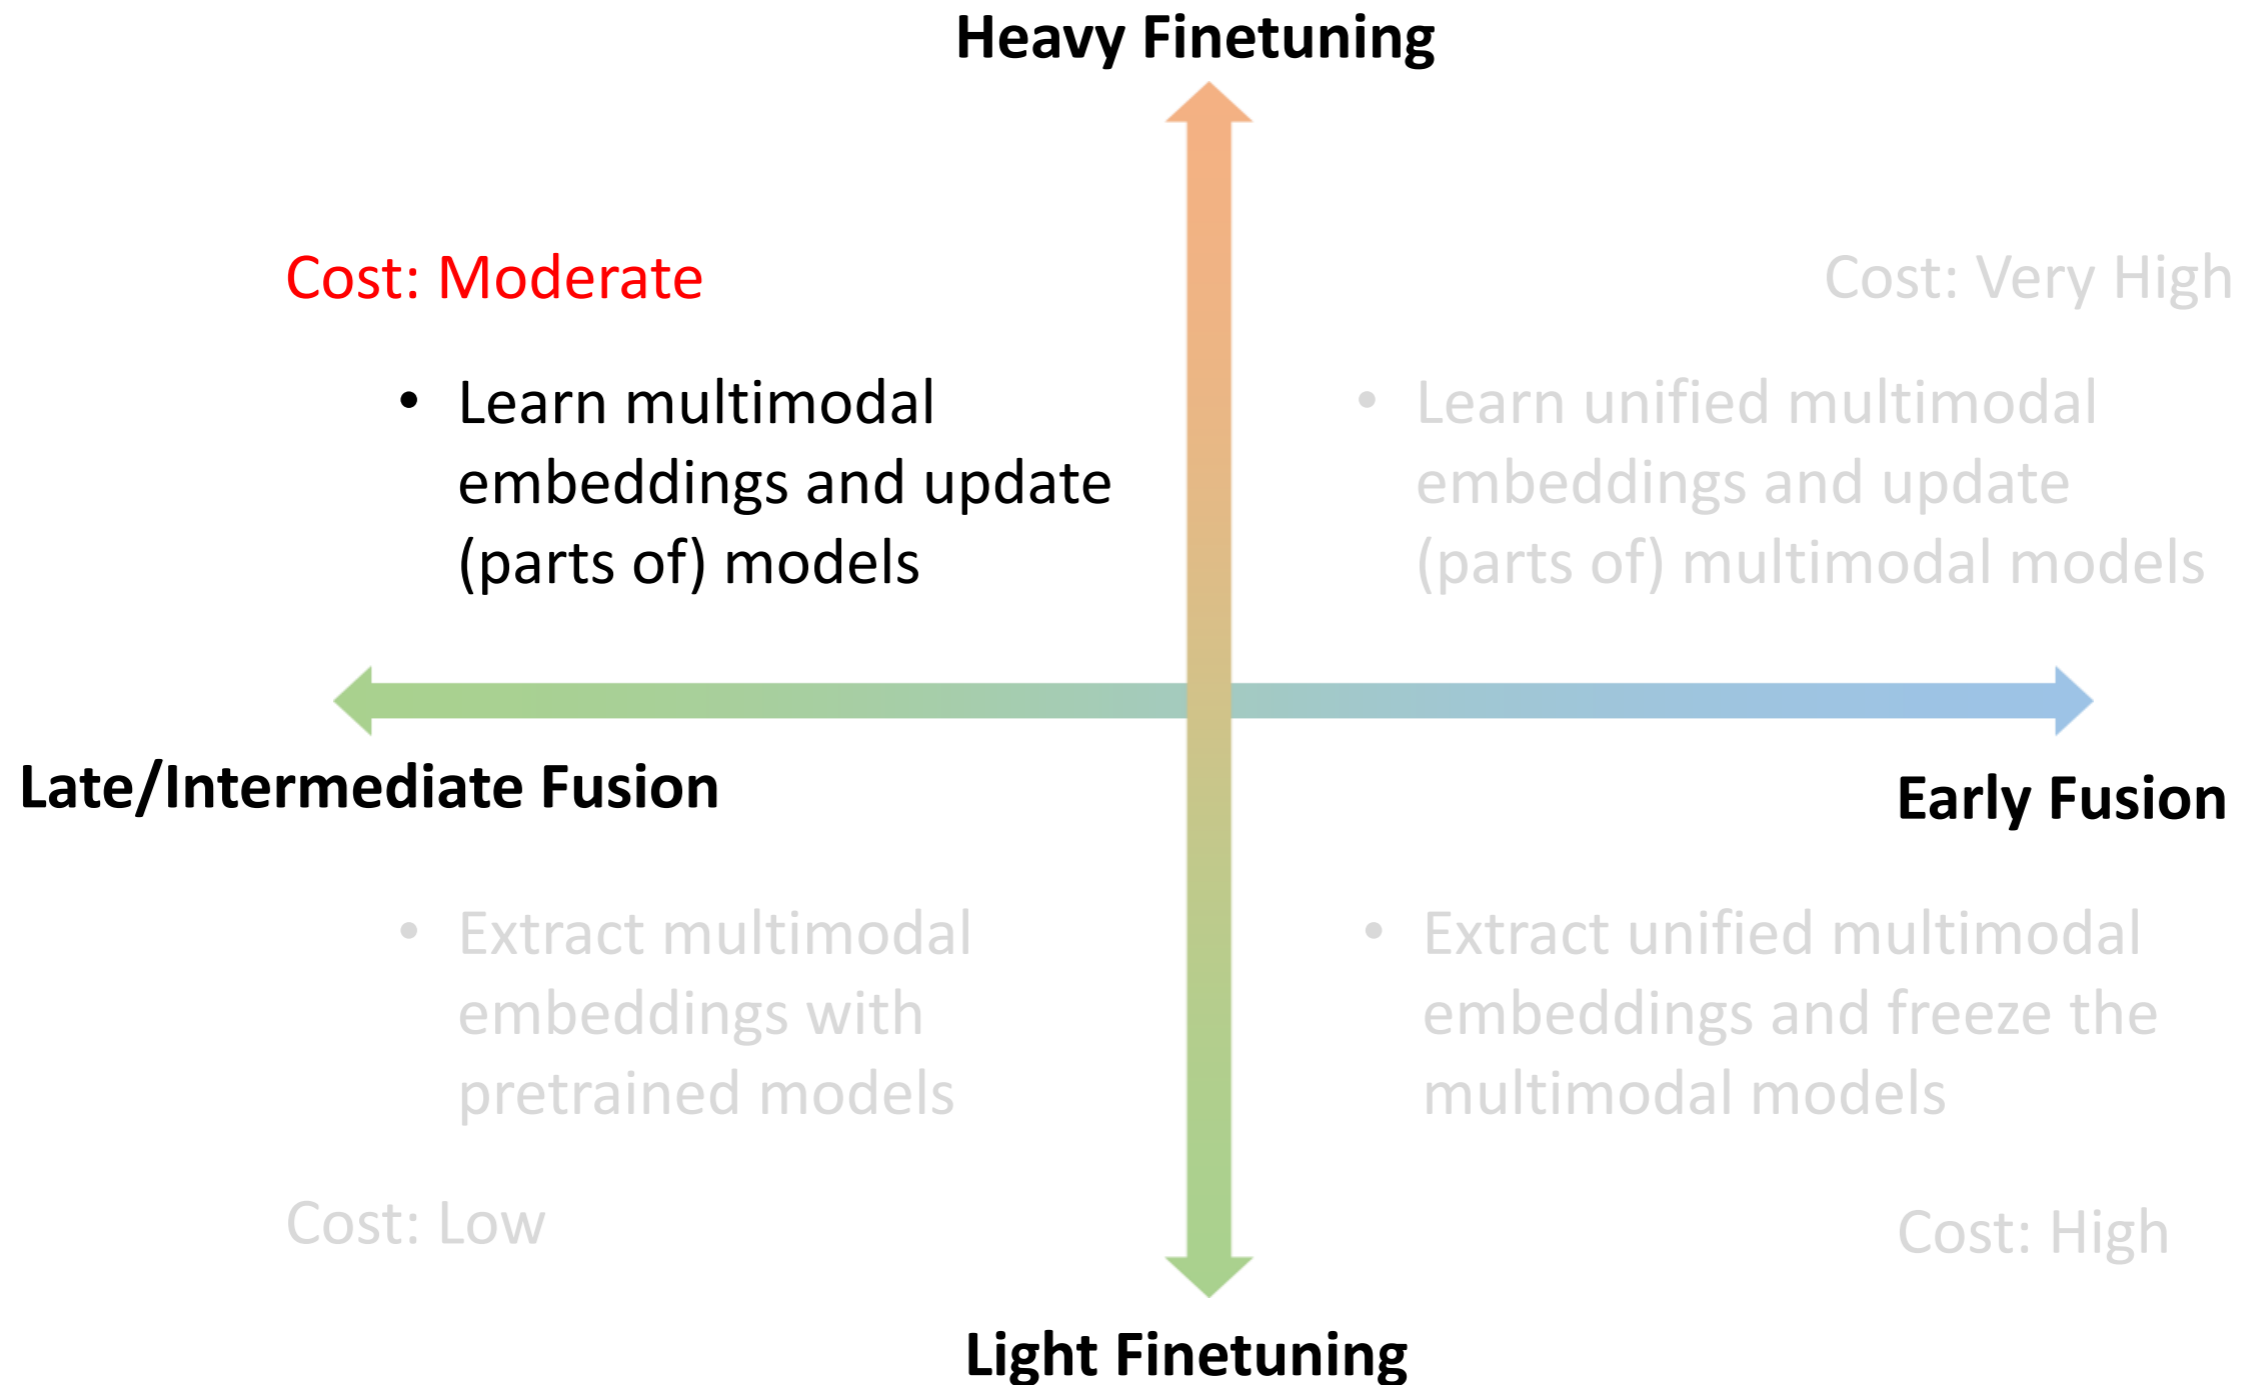 Heavy Finetuning
Cost: Moderate
• Learn multimodal
embeddings and update
(parts of) models
Cost: Very High
• Learn unified multimodal
embeddings and update
(parts of) multimodal models
Late/Intermediate Fusion
Early Fusion
• Extract multimodal
embeddings with
pretrained models
Cost: Low
• Extract unified multimodal
embeddings and freeze the
multimodal models
Cost: High
Light Finetuning